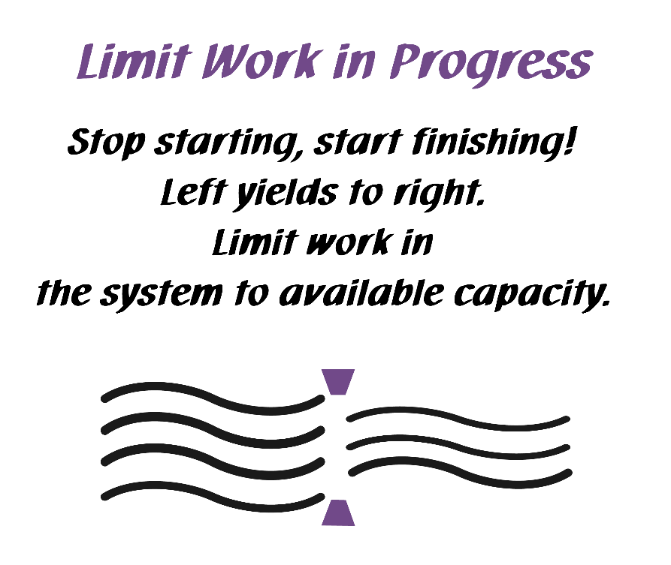 Limit Work in Progress
Stop starting, start finishing!
Left yields to right.
Limit work in
the system to available capacity.